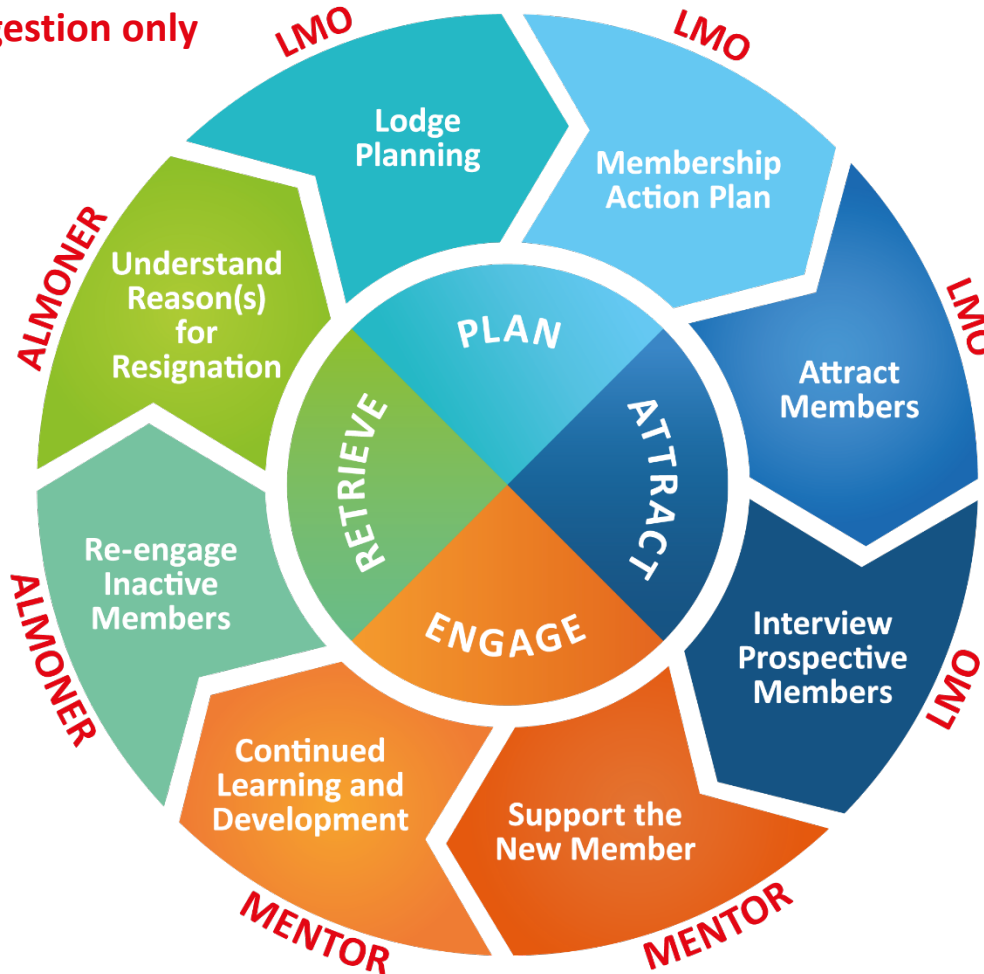 gestion only
LMO
LMO
Lodge
Planning
Membership
Action Plan
ALMONER
Understand
Reason(s)
for
Resignation
PLAN
LMO
Attract
Members
RETRIEVE
ATTRACT
Re-engage
Inactive
Members
ALMONER
ENGAGE
Interview
Prospective
Members
LMO
Continued
Learning and
Development
Support the
New Member
MENTOR
MENTOR